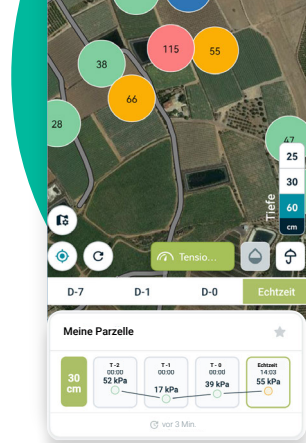 115
55
38
66
28
47
25
30
60
cm
Tiefe
Tensio...
D-7 D-1 D-0 Echtzeit
Meine Parzelle
30
cm
T-2
00:00
52 kPa
T-1
00:00
17 kPa
T-0
00:00
39 kPa
Echtzeit
14:03
55 kPa
vor 3 Min.